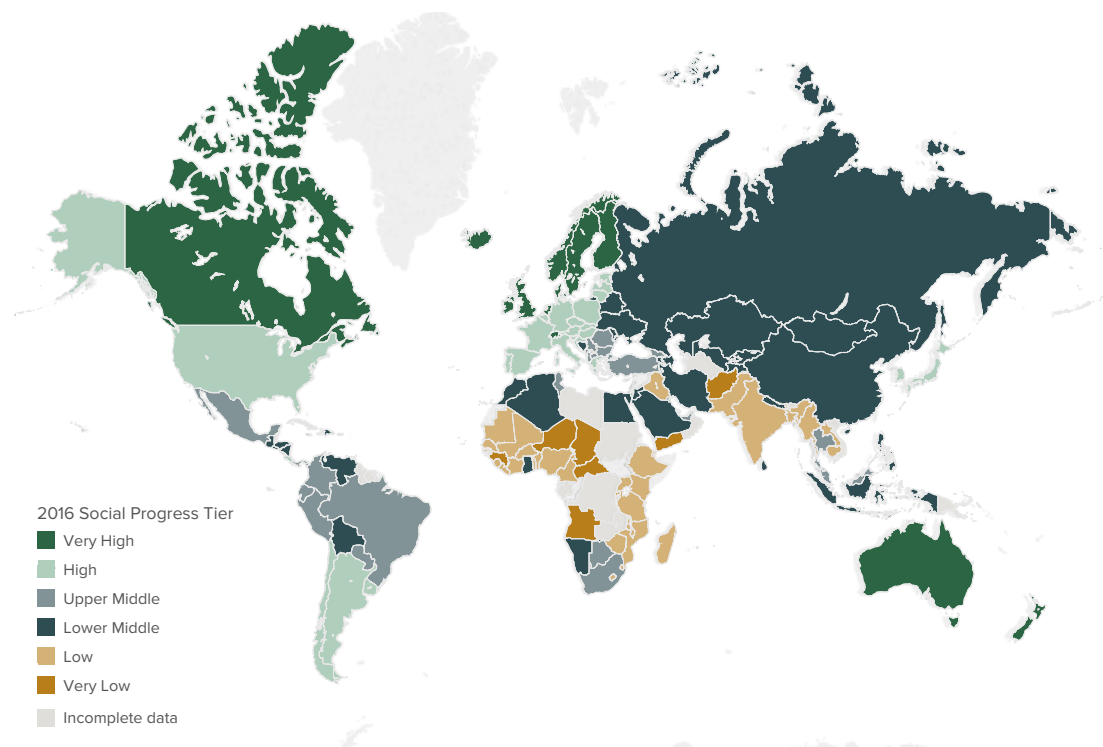 2016 Social Progress Tier
Very High
High
Upper Middle
Lower Middle
Low
Very Low
Incomplete data